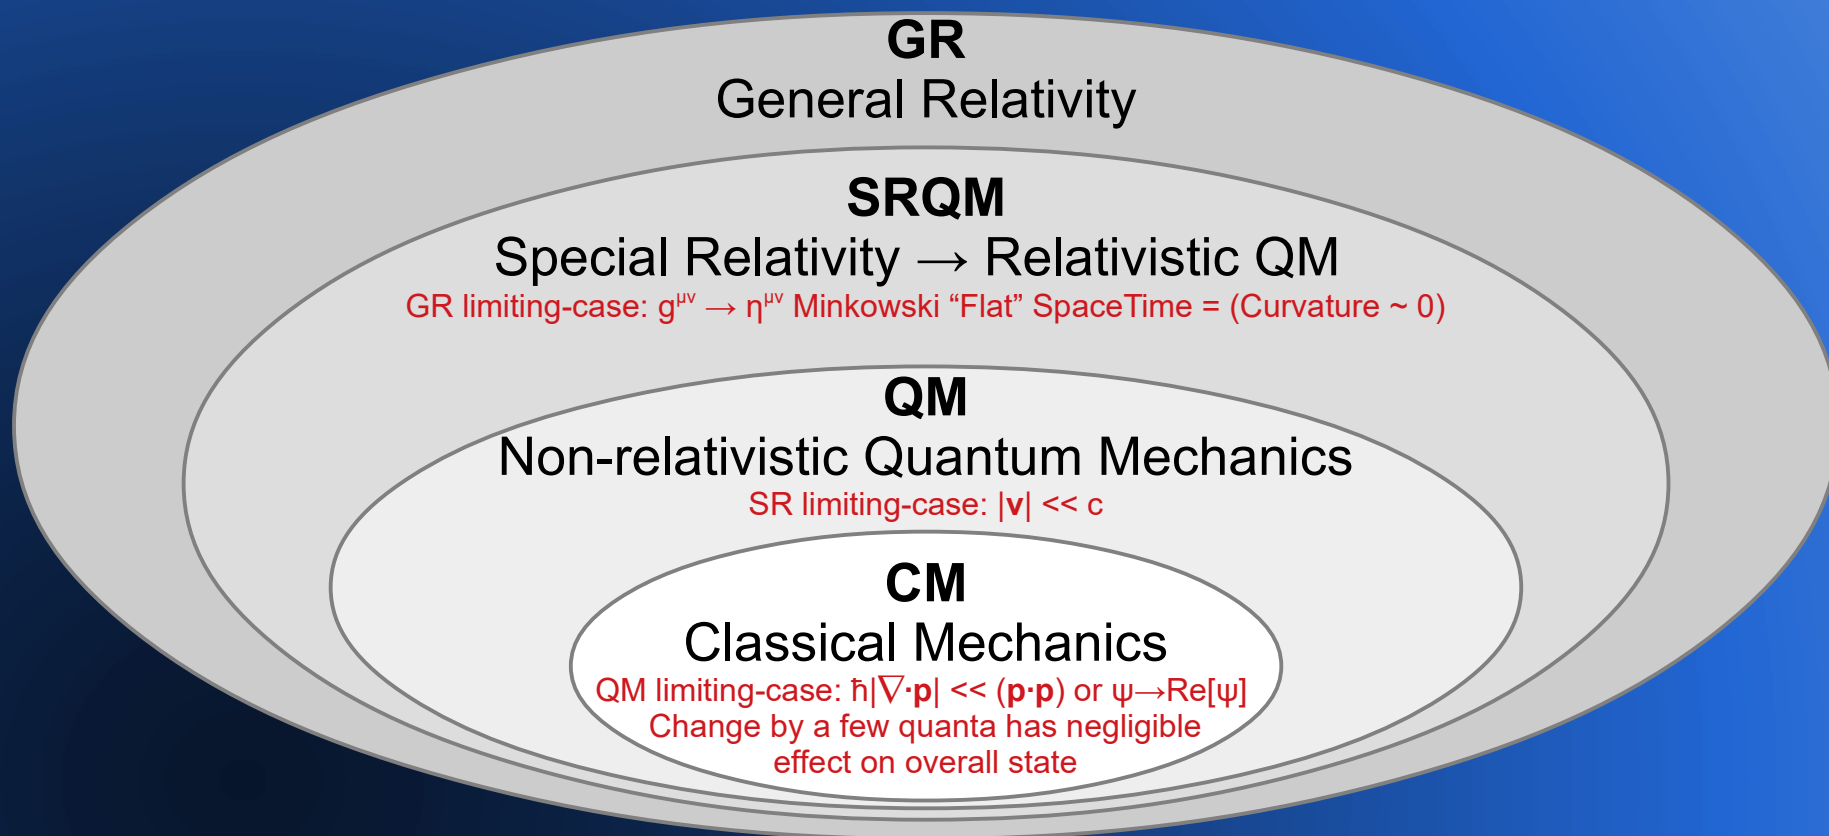 GR
General Relativity
SRQM
Special Relativity → Relativistic QM
GR limiting-case: g^μν → η^μν Minkowski “Flat” SpaceTime = (Curvature ~ 0)
QM
Non-relativistic Quantum Mechanics
SR limiting-case: |v| << c
CM
Classical Mechanics
QM limiting-case: ħ|∇·p| << (p·p) or ψ→Re[ψ]
Change by a few quanta has negligible
effect on overall state